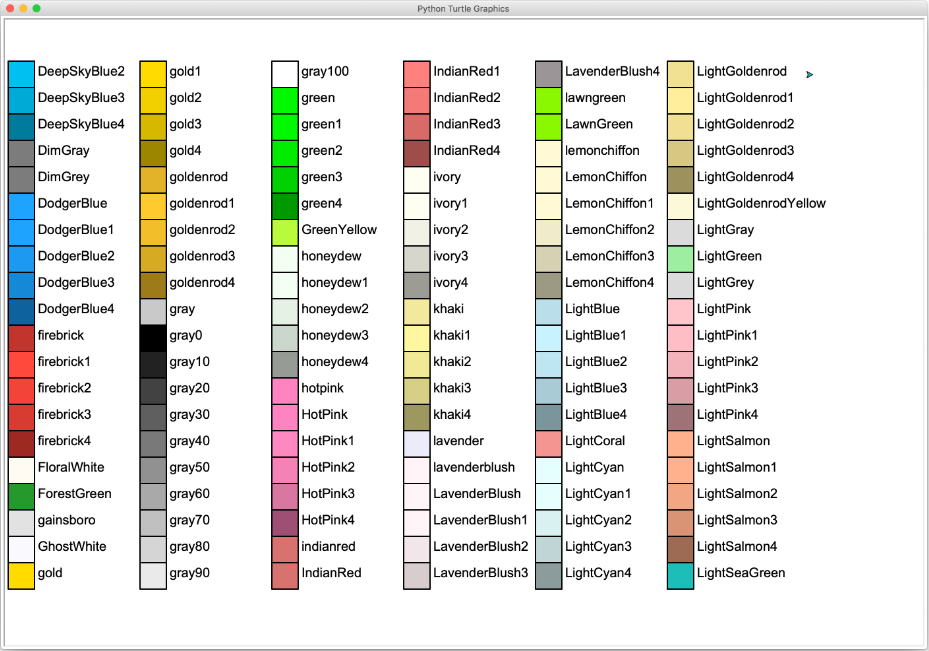 Python Turtle Graphics
DeepSkyBlue2
DeepSkyBlue3
DeepSkyBlue4
DimGray
DimGrey
DodgerBlue
DodgerBlue1
DodgerBlue2
DodgerBlue3
DodgerBlue4
firebrick
firebrick1
firebrick2
firebrick3
firebrick4
FloralWhite
ForestGreen
gainsboro
GhostWhite
gold
gold1
gold2
gold3
gold4
goldenrod
goldenrod1
goldenrod2
goldenrod3
goldenrod4
gray
gray0
gray10
gray20
gray30
gray40
gray50
gray60
gray70
gray80
gray90
gray100
green
green1
green2
green3
green4
GreenYellow
honeydew
honeydew1
honeydew2
honeydew3
honeydew4
hotpink
HotPink
HotPink1
HotPink2
HotPink3
HotPink4
indianred
IndianRed
IndianRed1
IndianRed2
IndianRed3
IndianRed4
ivory
ivory1
ivory2
ivory3
ivory4
khaki
khaki1
khaki2
khaki3
khaki4
lavender
lavenderblush
LavenderBlush
LavenderBlush1
LavenderBlush2
LavenderBlush3
LavenderBlush4
lawngreen
LawnGreen
lemonchiffon
LemonChiffon
LemonChiffon1
LemonChiffon2
LemonChiffon3
LemonChiffon4
LightBlue
LightBlue1
LightBlue2
LightBlue3
LightBlue4
LightCoral
LightCyan
LightCyan1
LightCyan2
LightCyan3
LightCyan4
LightGoldenrod
LightGoldenrod1
LightGoldenrod2
LightGoldenrod3
LightGoldenrod4
LightGoldenrodYellow
LightGray
LightGreen
LightGrey
LightPink
LightPink1
LightPink2
LightPink3
LightPink4
LightSalmon
LightSalmon1
LightSalmon2
LightSalmon3
LightSalmon4
LightSeaGreen